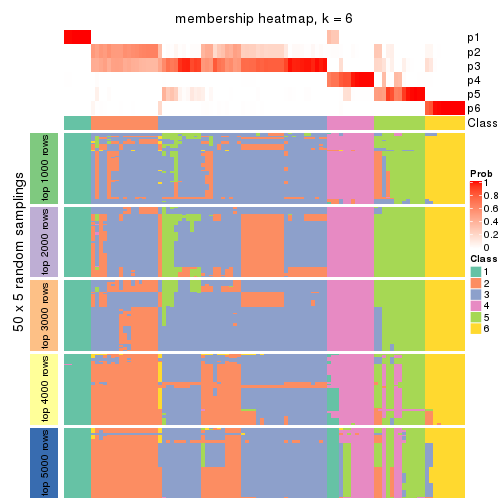 membership heatmap, k = 6
p1
p2
p3
p4
p5
p6
Class
50 x 5 random samplings
top 1000 rows
top 2000 rows
top 3000 rows
top 4000 rows
top 5000 rows
Prob
1
0.8
0.6
0.4
0.2
0
Class
1
2
3
4
5
6